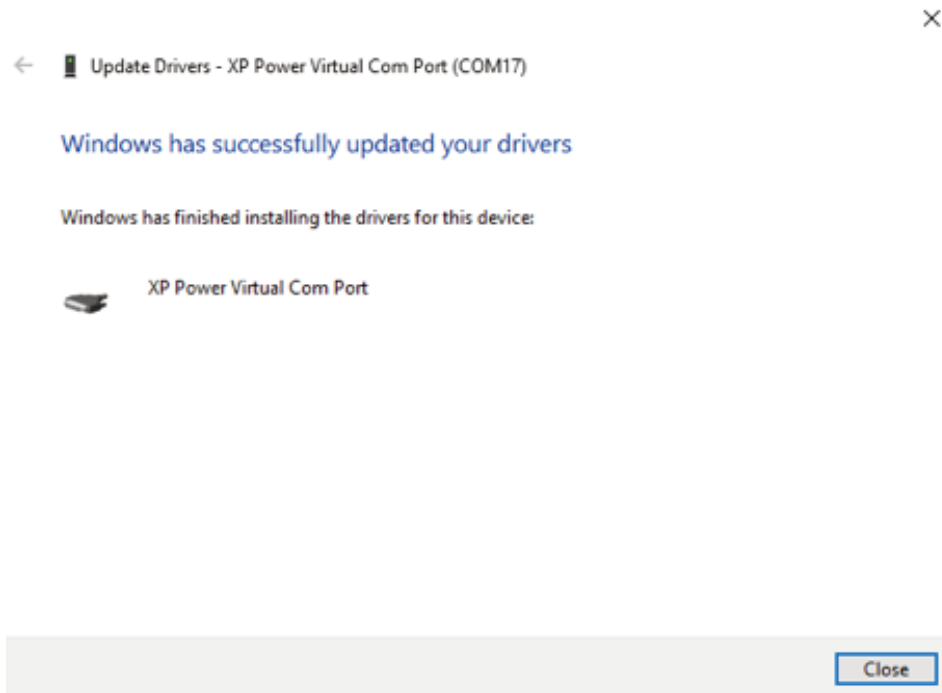 Update Drivers - XP Power Virtual Com Port (COM17)
Windows has successfully updated your drivers
Windows has finished installing the drivers for this device:
XP Power Virtual Com Port
Close